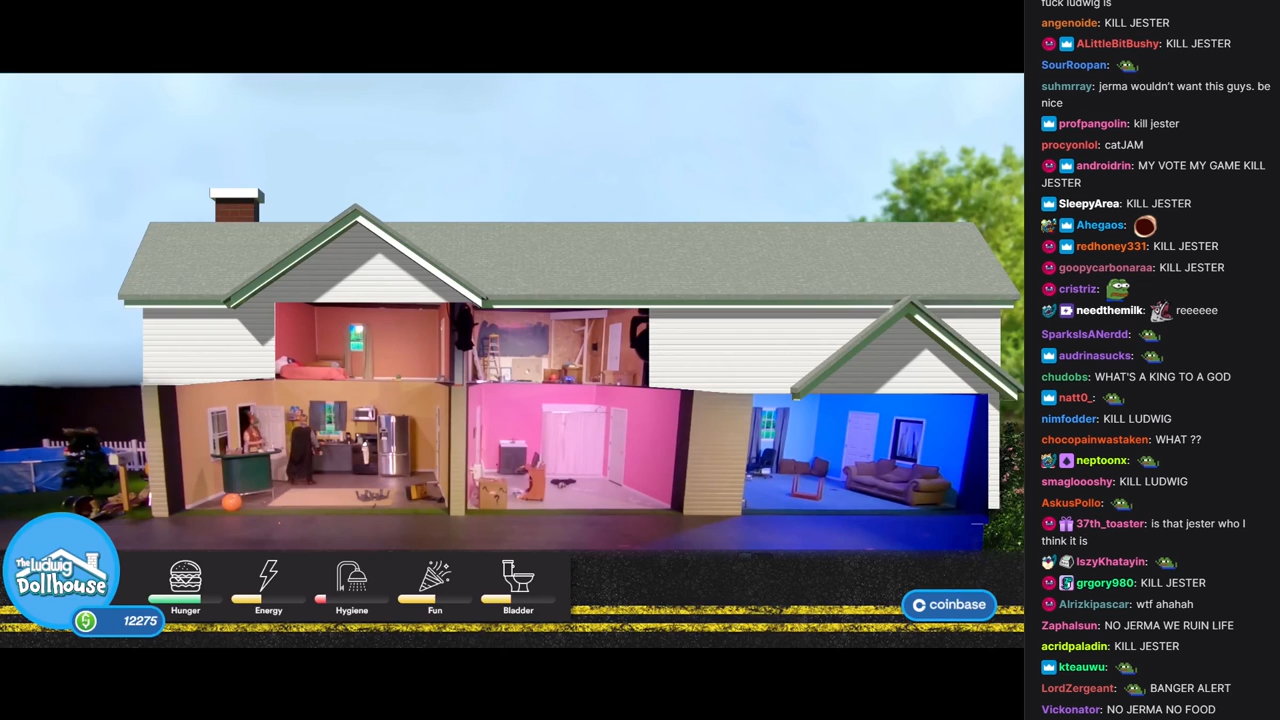 fuck ludwig is
angenoide: KILL JESTER
ALittleBitBushy: KILL JESTER
SourRoopan:
suhmrray: jerma wouldn't want this guys. be
nice
profpangolin: kill jester
procyonlol: catJAM
androidrin: MY VOTE MY GAME KILL
JESTER
SleepyArea: KILL JESTER
Ahegaos:
redhoney331: KILL JESTER
goopycarbonaraa: KILL JESTER
cristriz:
needthemilk: reeeeee
SparksIsANerd:
audrinasucks:
chudobs: WHAT'S A KING TO A GOD
natt0_:
nimfodder: KILL LUDWIG
chocopainwastaken: WHAT ??
neptoonx:
smagloooshy: KILL LUDWIG
AskusPollo:
37th_toaster: is that jester who I
think it is
IszyKhatayin:
grgory980: KILL JESTER
Alrizkipascar: wtf ahahah
Zaphalsun: NO JERMA WE RUIN LIFE
acridpaladin: KILL JESTER
kteauwu:
LordZergeant: BANGER ALERT
Vickonator: NO JERMA NO FOOD
The Ludwig
Dollhouse
12275
Hunger
Energy
Hygiene
Fun
Bladder
coinbase